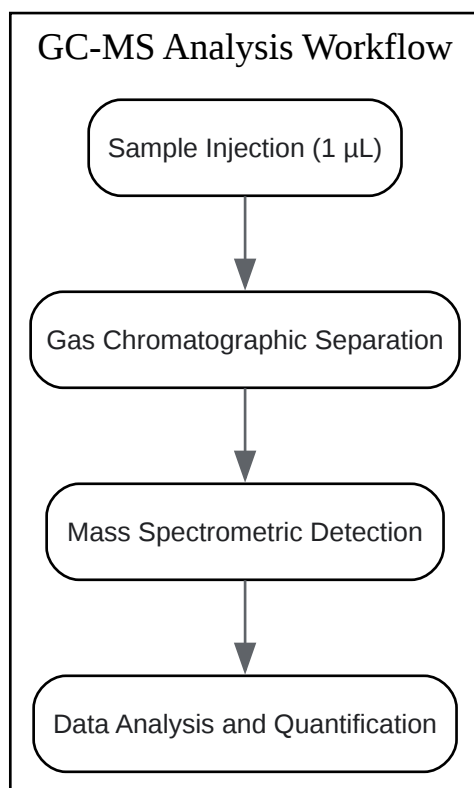 GC-MS Analysis Workflow
Sample Injection (1 µL)
Gas Chromatographic Separation
Mass Spectrometric Detection
Data Analysis and Quantification